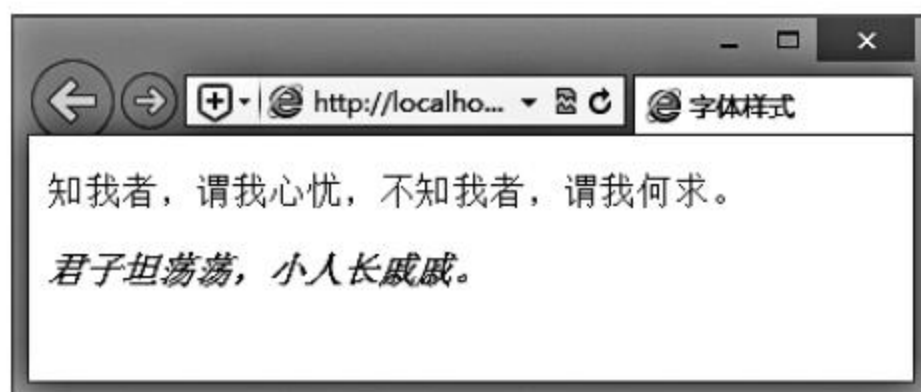 http://localho...
字体样式
知我者，谓我心忧，不知我者，谓我何求。
君子坦荡荡，小人长戚戚。